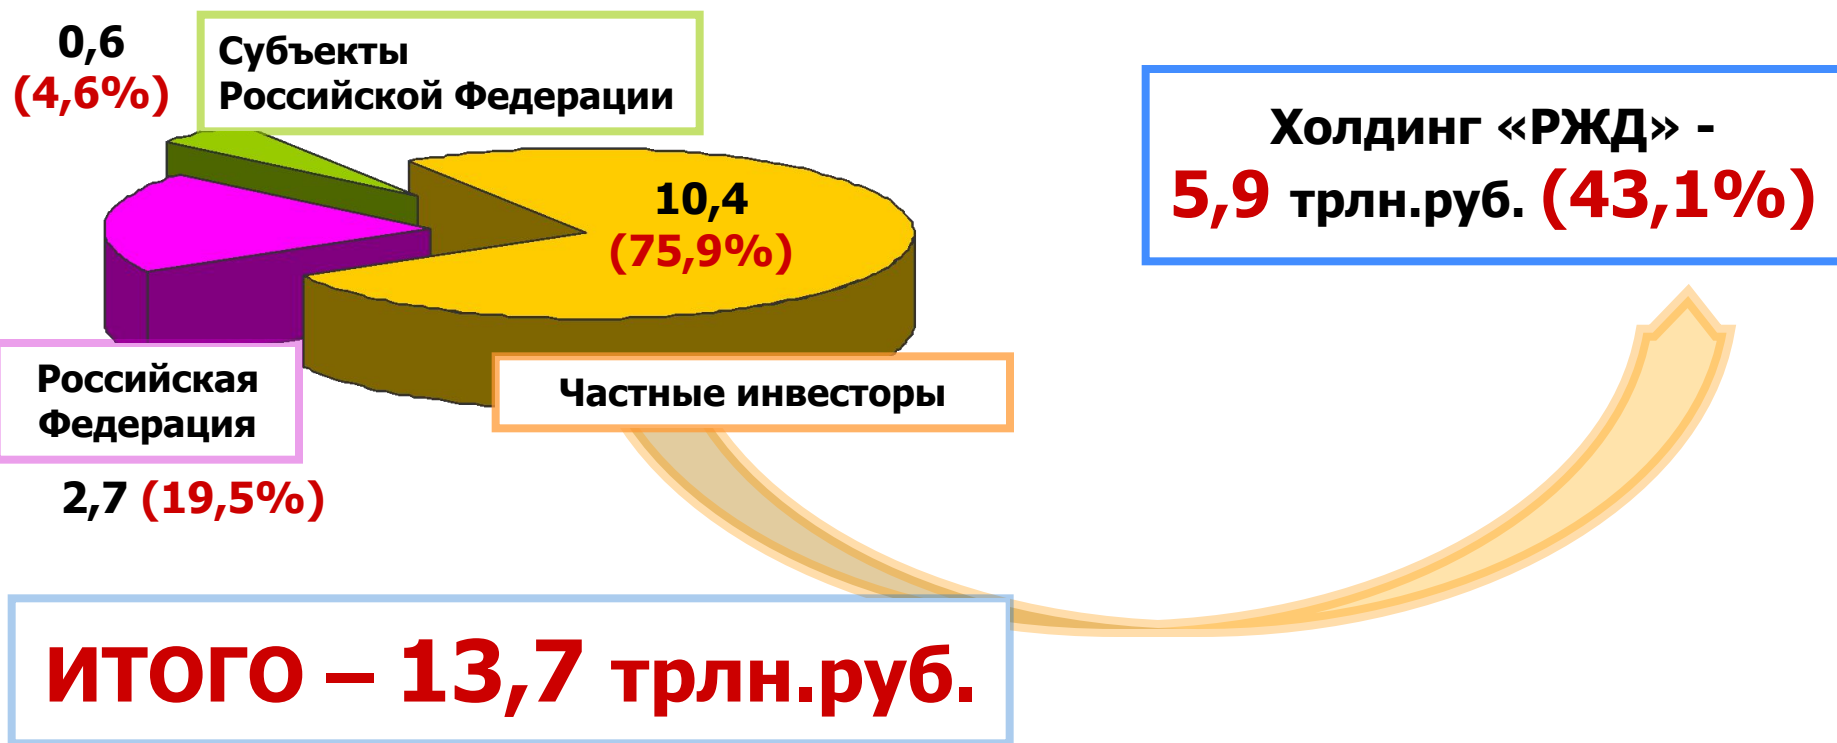 0,6
(4,6%)
Субъекты
Российской Федерации
10,4
(75,9%)
Российская
Федерация
2,7 (19,5%)
Частные инвесторы
Холдинг «РЖД» -
5,9 трлн.руб. (43,1%)
ИТОГО – 13,7 трлн.руб.